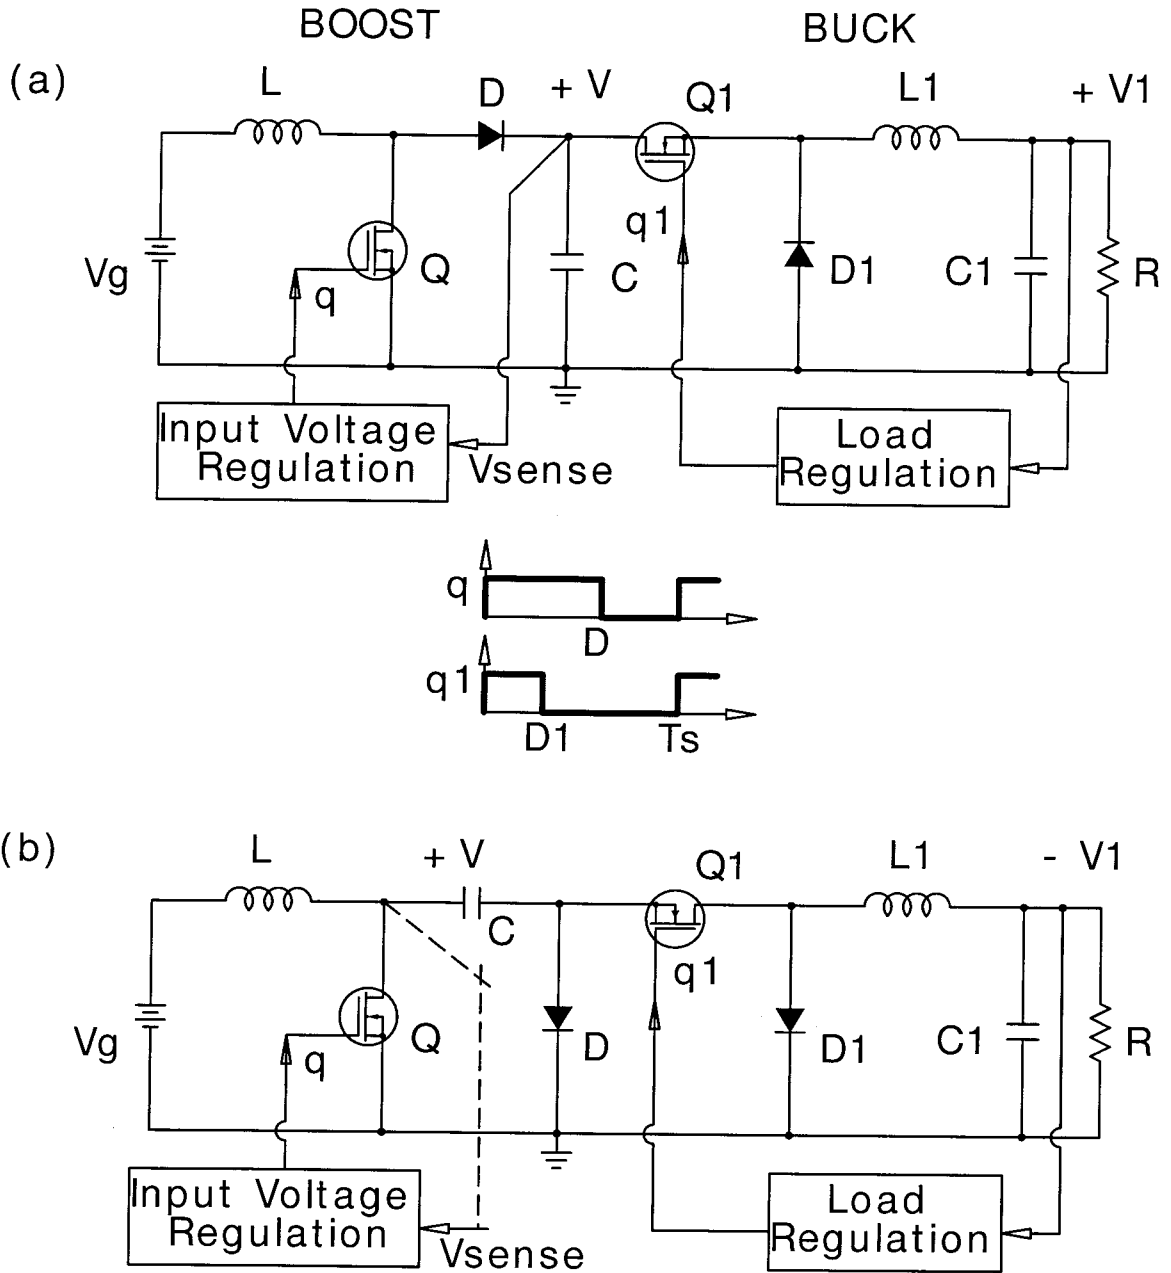 BOOST
BUCK
(a)
L
D
+ V
Q1
L1
+ V1
Vg
q
Q
C
q1
D1
C1
R
Input Voltage
Regulation
Vsense
Load
Regulation
q
D
q1
D1
Ts
(b)
L
+ V
C
Q1
L1
- V1
Vg
q
Q
D
q1
D1
C1
R
Input Voltage
Regulation
Vsense
Load
Regulation